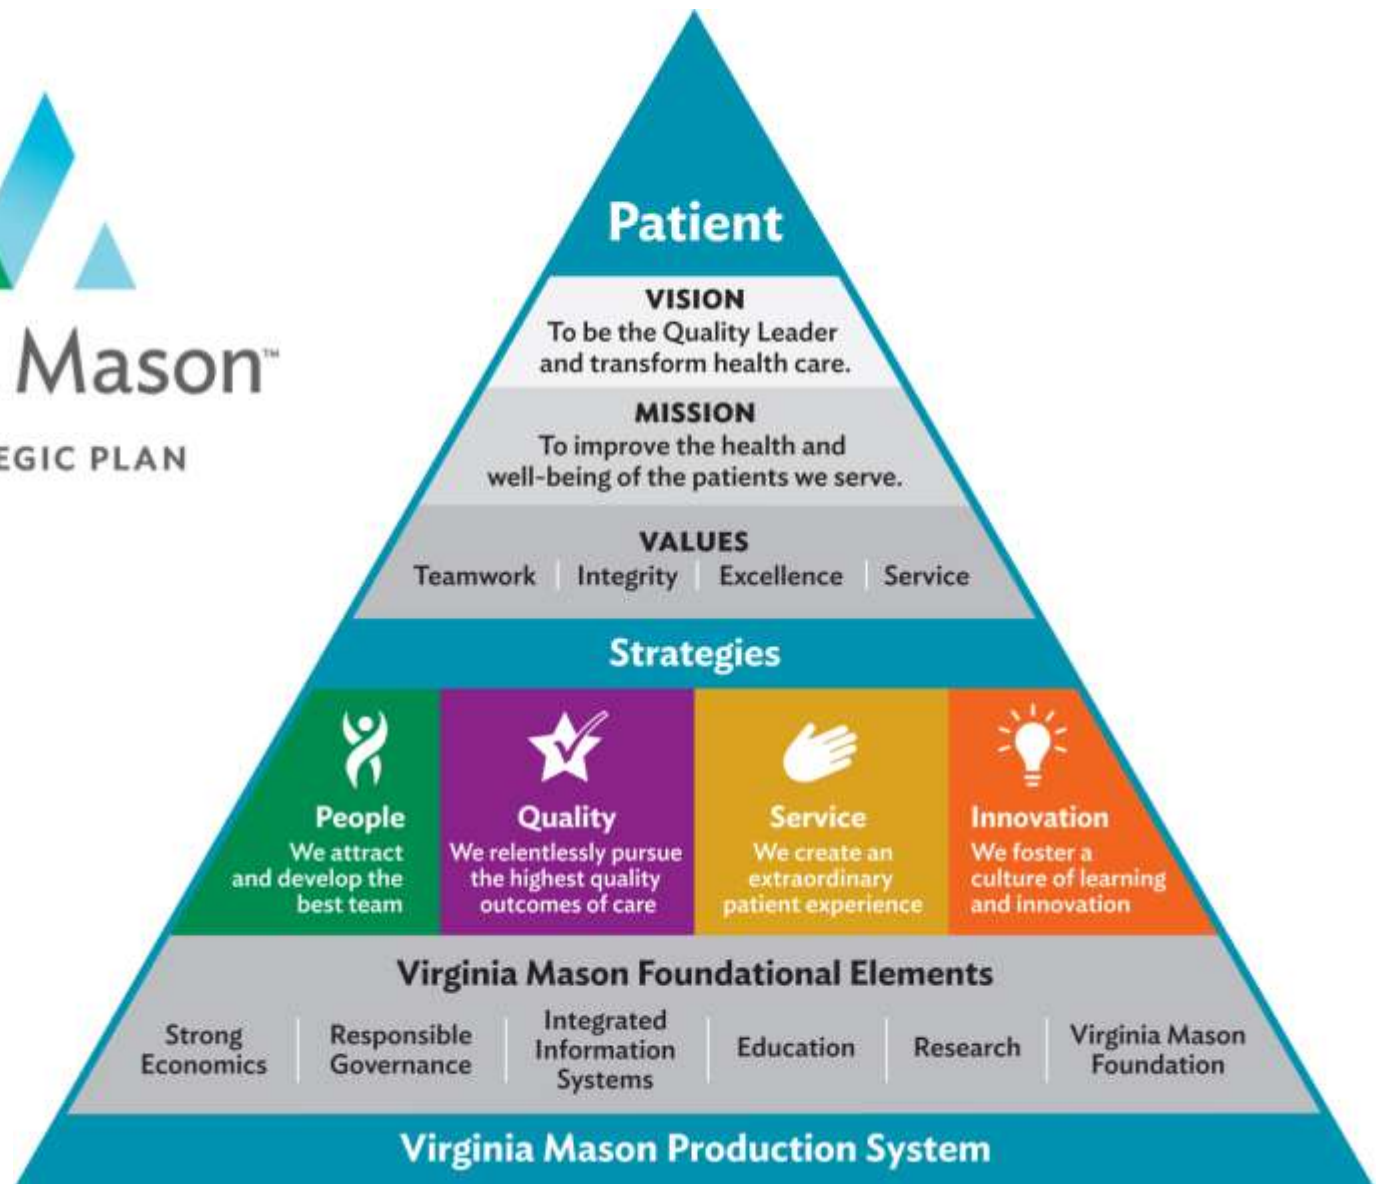 Mason™
EGIC PLAN
Patient
VISION
To be the Quality Leader
and transform health care.
MISSION
To improve the health and
well-being of the patients we serve.
VALUES
Teamwork Integrity Excellence Service
Strategies
People
We attract
and develop the
best team
Quality
We relentlessly pursue
the highest quality
outcomes of care
Service
We create an
extraordinary
patient experience
Innovation
We foster a
culture of learning
and innovation
Virginia Mason Foundational Elements
Strong
Economics
Responsible
Governance
Integrated
Information
Systems
Education
Research
Virginia Mason
Foundation
Virginia Mason Production System